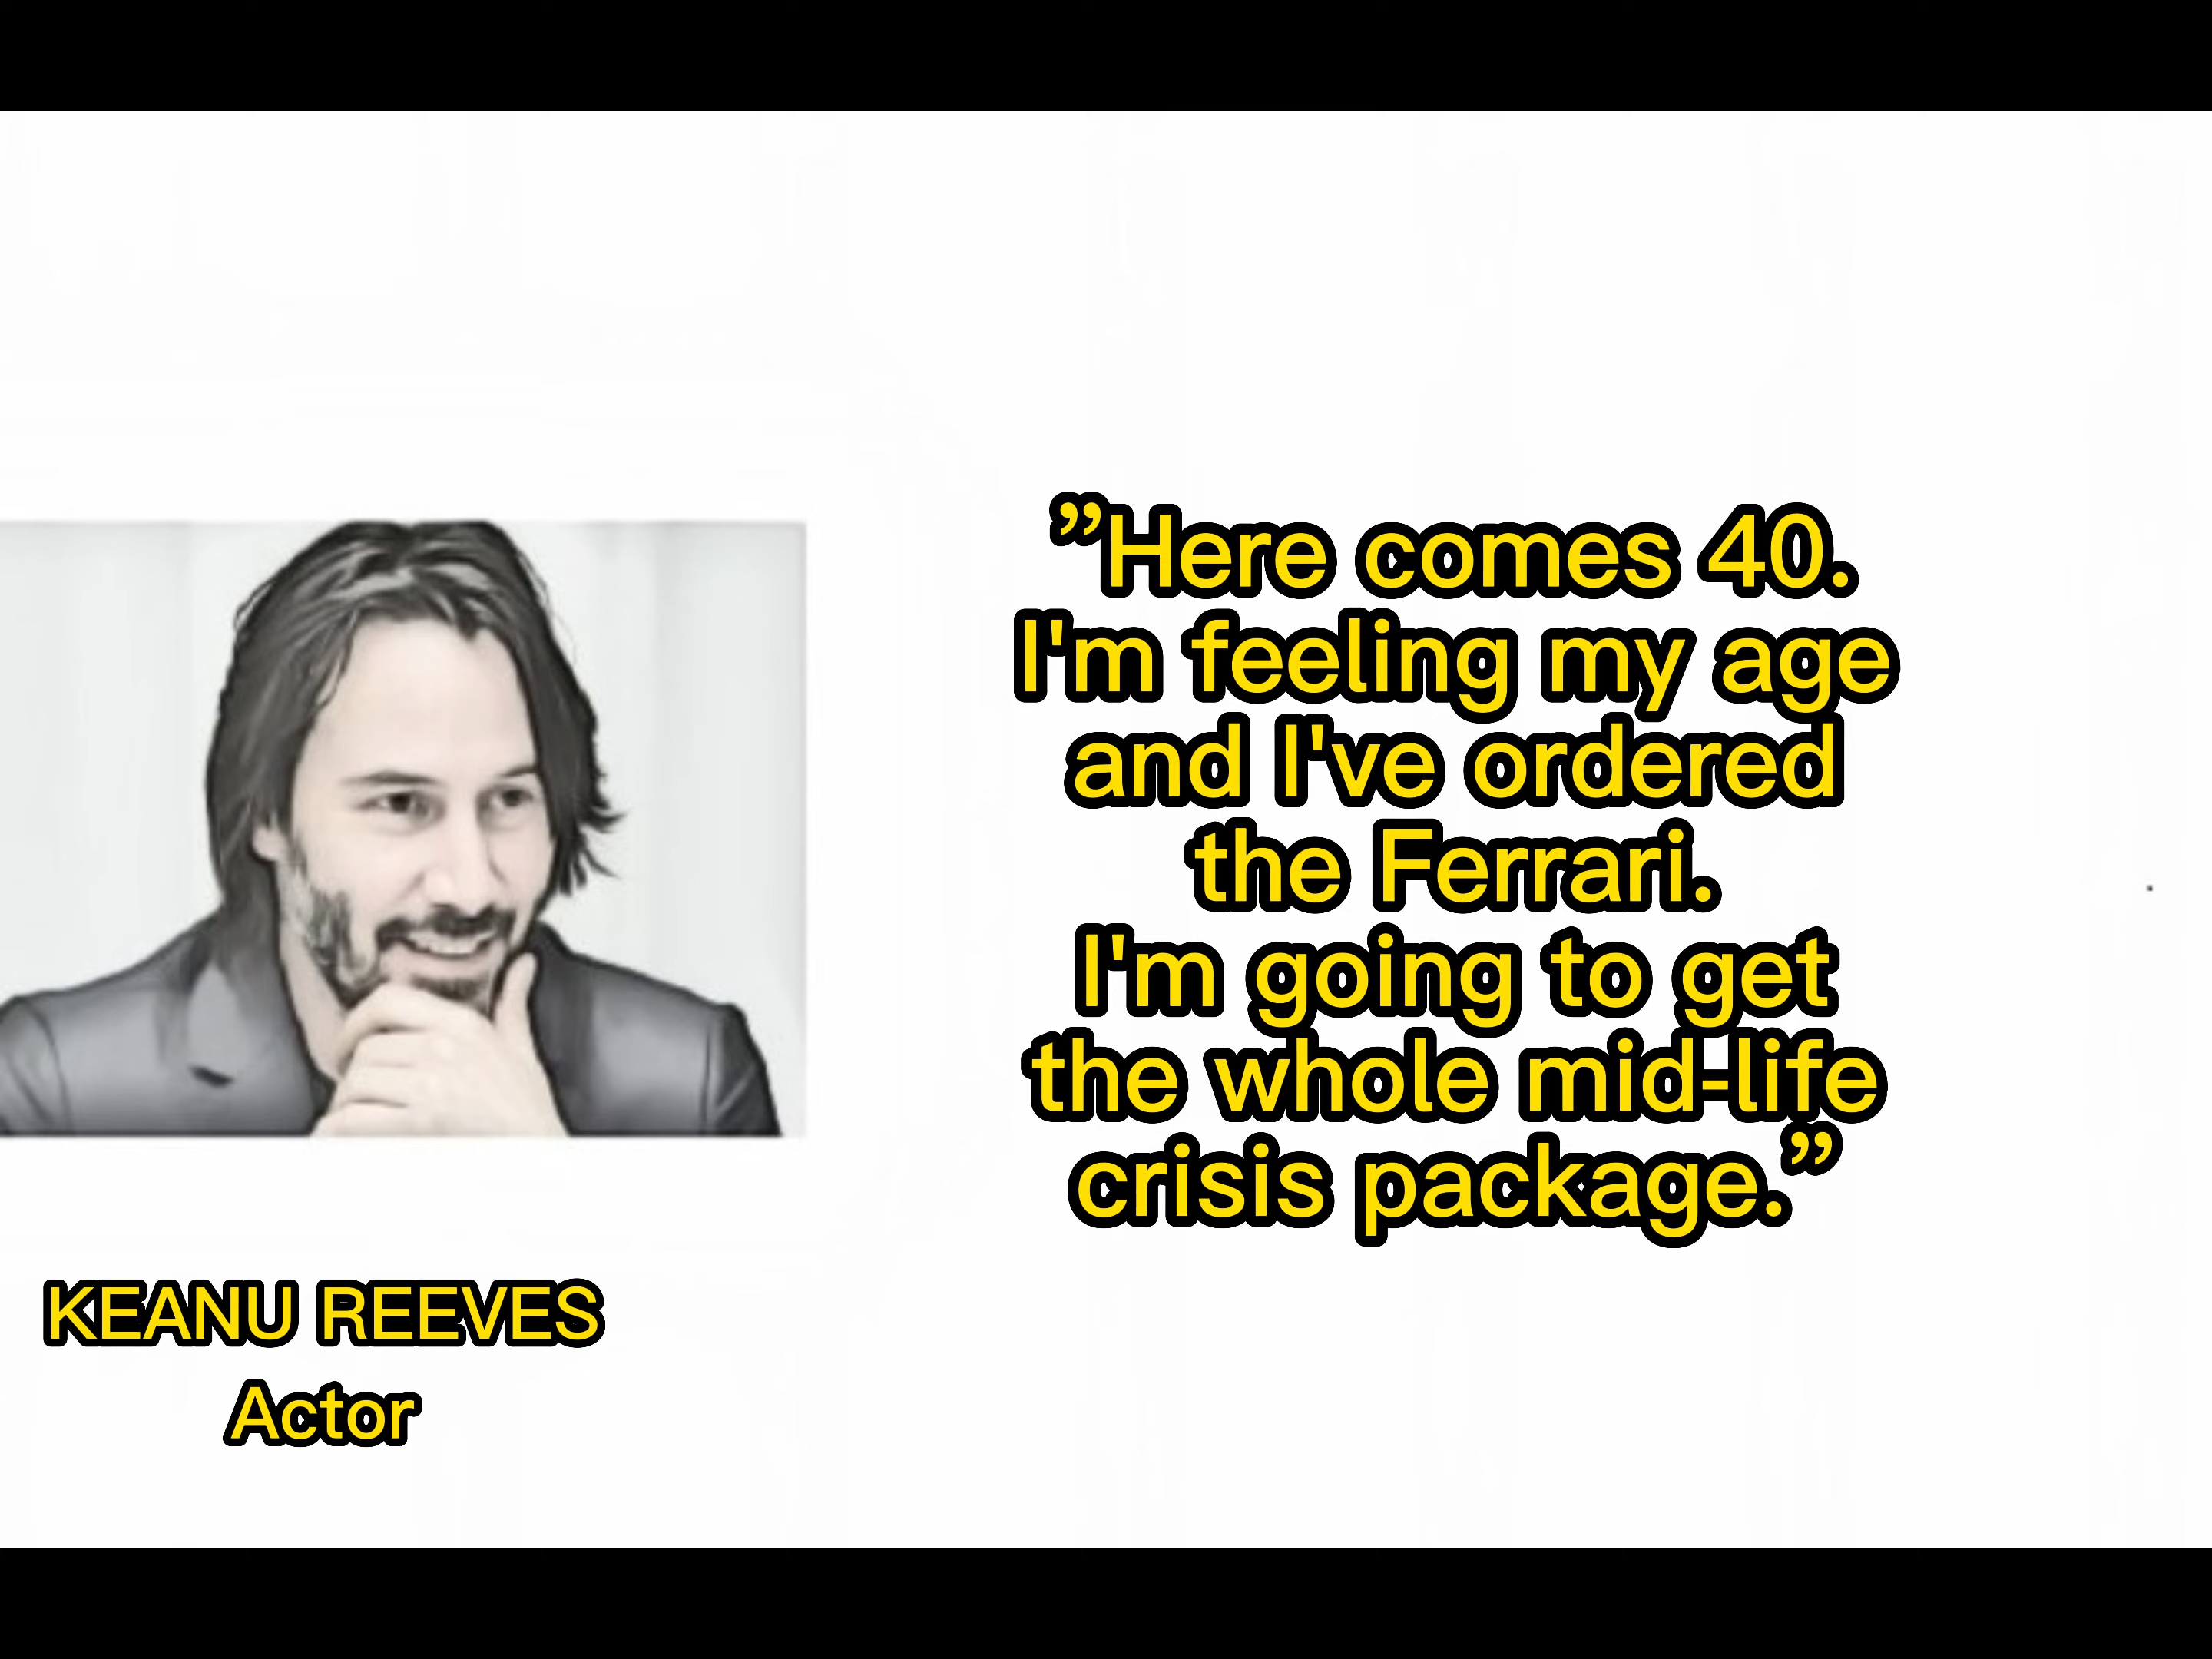 ”Here comes 40.
I'm feeling my age
and I've ordered
the Ferrari.
I'm going to get
the whole mid-life
crisis package.”
KEANU REEVES
Actor